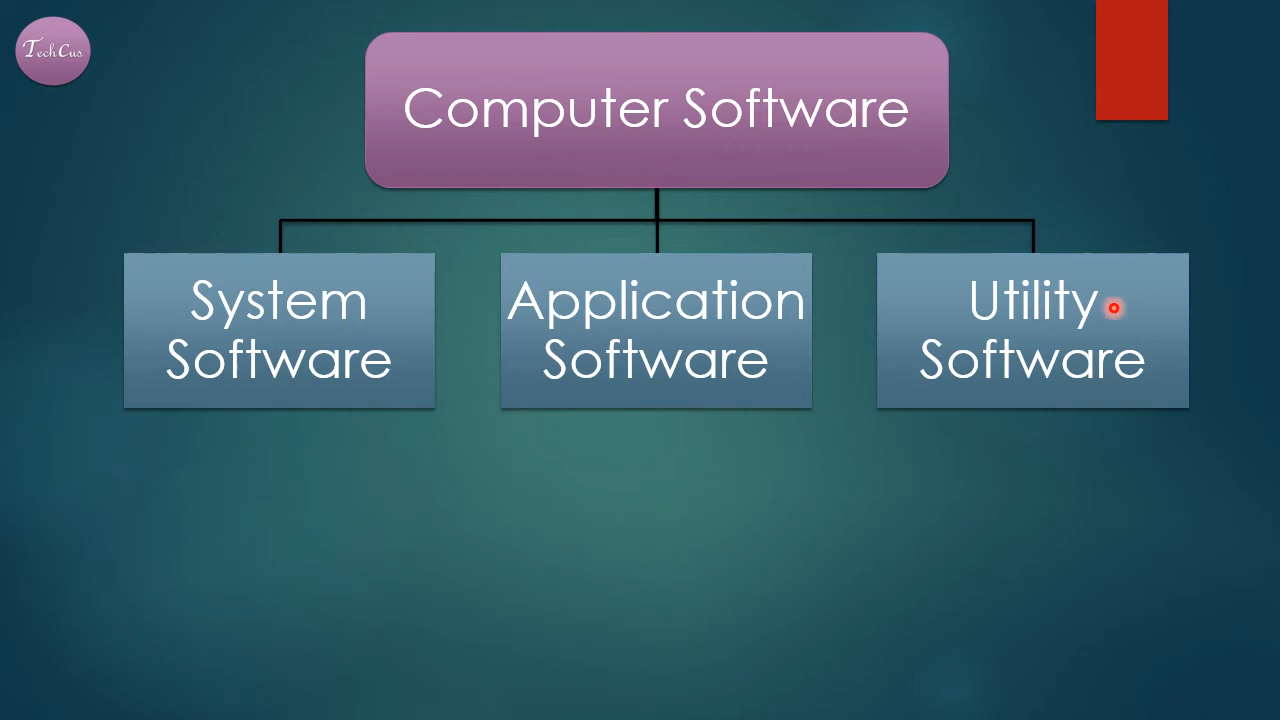 TechCus
Computer Software
System
Software
Application
Software
Utility
Software